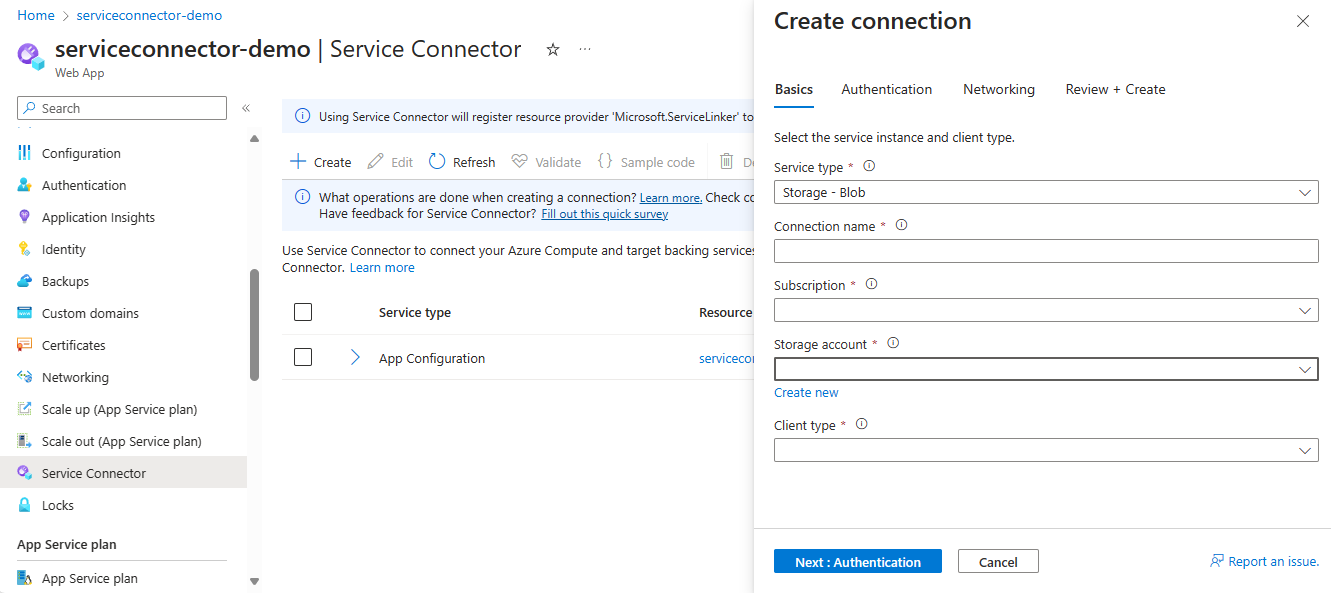 Home > serviceconnector-demo
serviceconnector-demo | Service Connector
Web App
Search
Configuration
Authentication
Application Insights
Identity
Backups
Custom domains
Certificates
Networking
Scale up (App Service plan)
Scale out (App Service plan)
Service Connector
Locks
App Service plan
App Service plan
Using Service Connector will register resource provider 'Microsoft.ServiceLinker' to
Create Edit Refresh Validate Sample code
What operations are done when creating a connection? Learn more. Check
Have feedback for Service Connector? Fill out this quick survey
Use Service Connector to connect your Azure Compute and target backing services
Connector. Learn more
Service type Resource
App Configuration
Create connection
Basics Authentication Networking Review + Create
Select the service instance and client type.
Service type *
Storage - Blob
Connection name *
Subscription *
Storage account *
Create new
Client type *
Next : Authentication Cancel Report an issue.